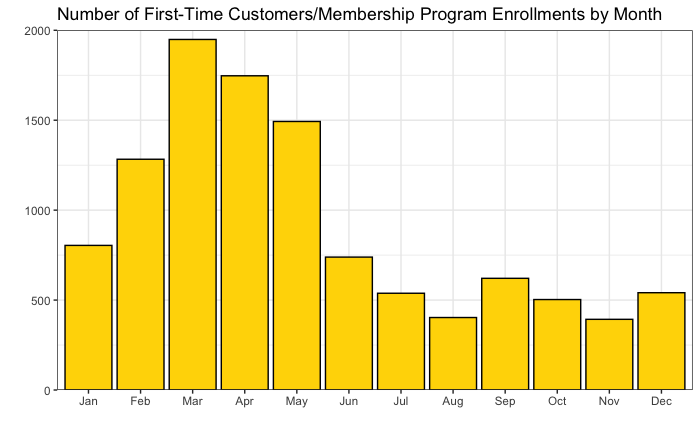 Number of First-Time Customers/Membership Program Enrollments by Month
2000
1500
1000
500
0
Jan Feb Mar Apr May Jun Jul Aug Sep Oct Nov Dec